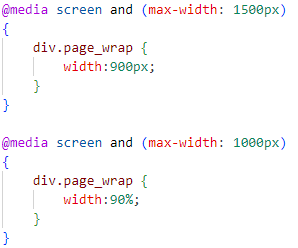 @media screen and (max-width: 1500px)
{
    div.page_wrap {
        width:900px;
    }
}
@media screen and (max-width: 1000px)
{
    div.page_wrap {
        width:90%;
    }
}